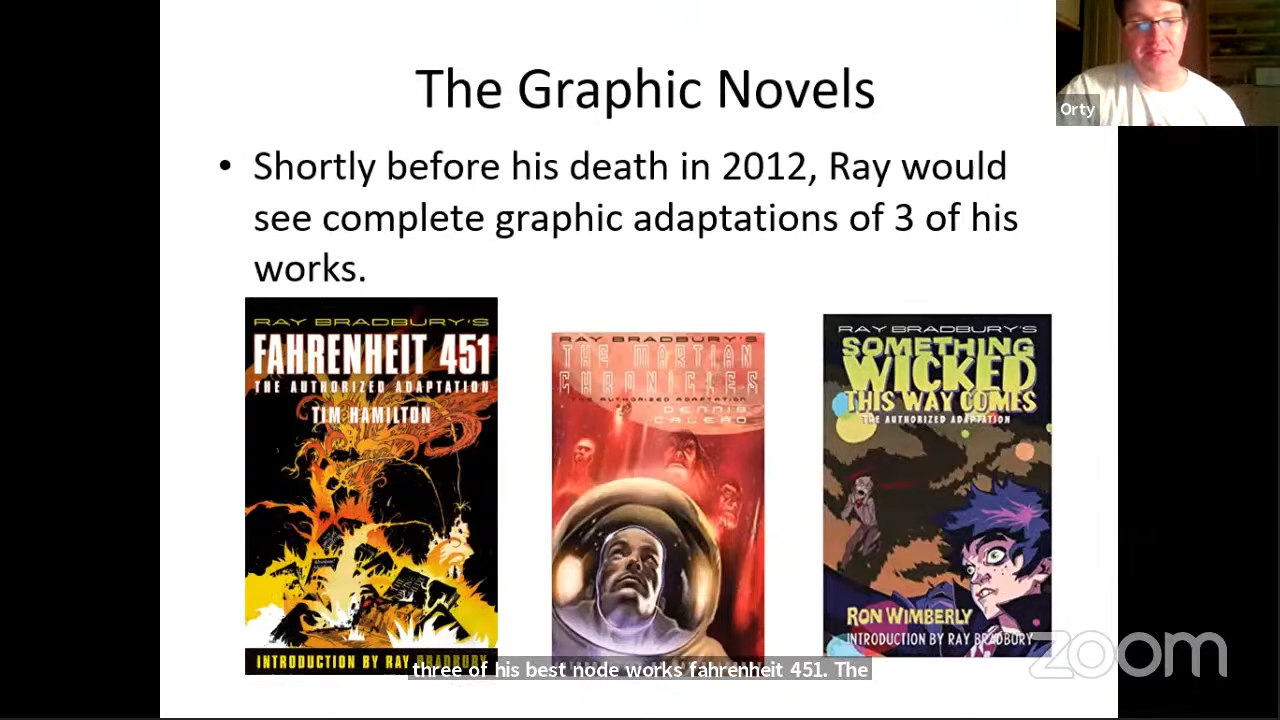 The Graphic Novels
Orty
• Shortly before his death in 2012, Ray would
see complete graphic adaptations of 3 of his
works.
RAY BRADBURY'S
FAHRENHEIT 451
THE AUTHORIZED ADAPTATION
TIM HAMILTON
INTRODUCTION BY RAY BRADBURY
RAY BRADBURY'S
THE MARTIAN
CHRONICLES
THE AUTHORIZED ADAPTATION
DENNIS
CALERO
RAY BRADBURY'S
SOMETHING
WICKED
THIS WAY COMES
THE AUTHORIZED ADAPTATION
RON WIMBERLY
INTRODUCTION BY RAY BRADBURY
zoom
three of his best node works fahrenheit 451. The